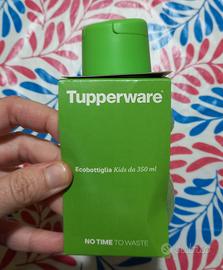 Tupperware
Ecobottiglia Kids da 350 ml
NO TIME TO WASTE